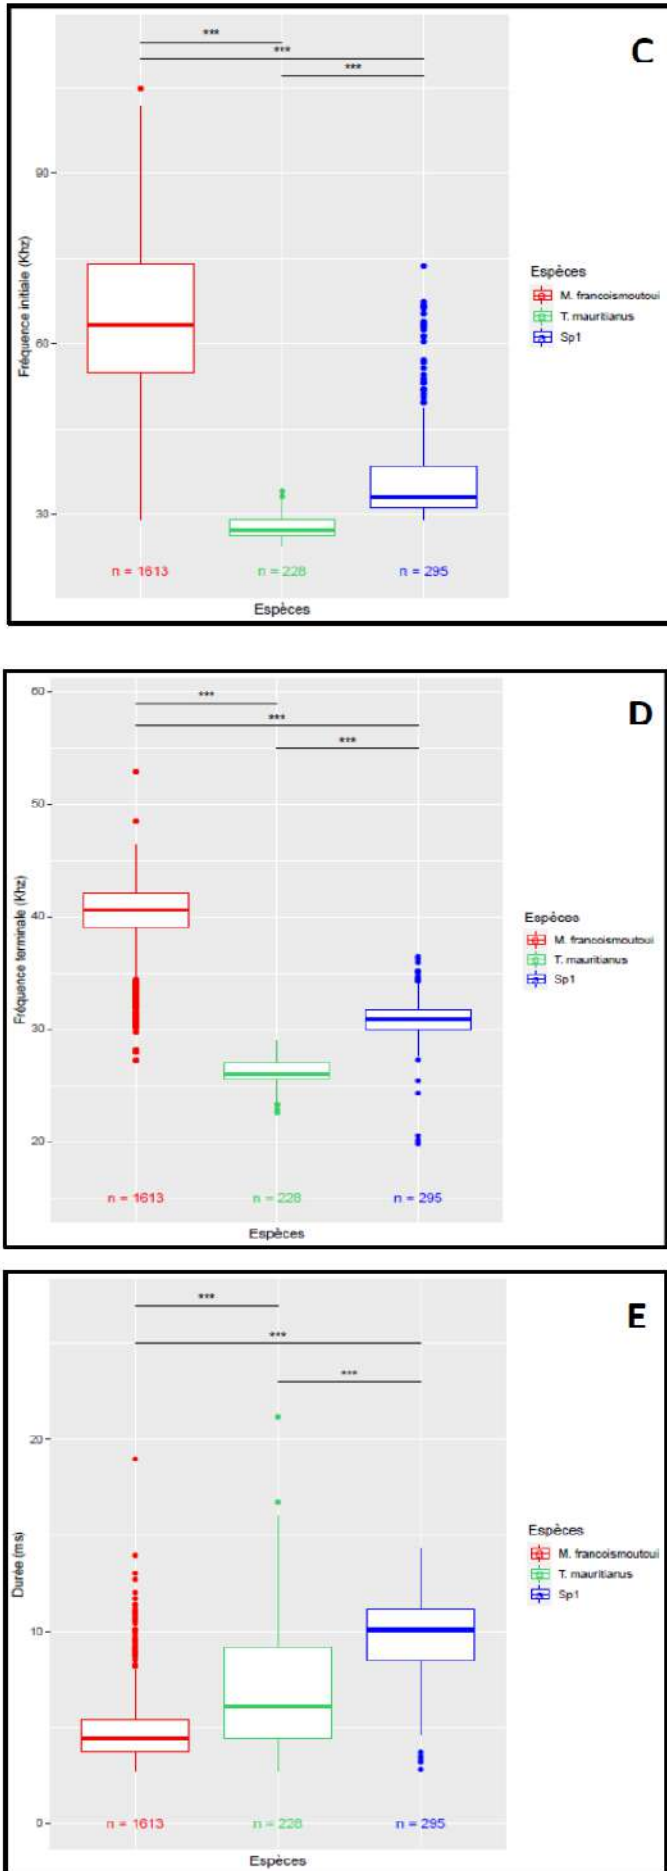 C
***
***
***
90
60
30
Fréquence initiale (Khz)
n = 1613
n = 228
n = 295
Espèces
Espèces
M. francoismoutoui
T. mauritianus
Sp1
D
60
***
***
***
50
40
30
20
Fréquence terminale (Khz)
n = 1613
n = 228
n = 295
Espèces
Espèces
M. francoismoutoui
T. mauritianus
Sp1
E
***
***
***
20
10
0
Durée (ms)
n = 1613
n = 228
n = 295
Espèces
Espèces
M. francoismoutoui
T. mauritianus
Sp1